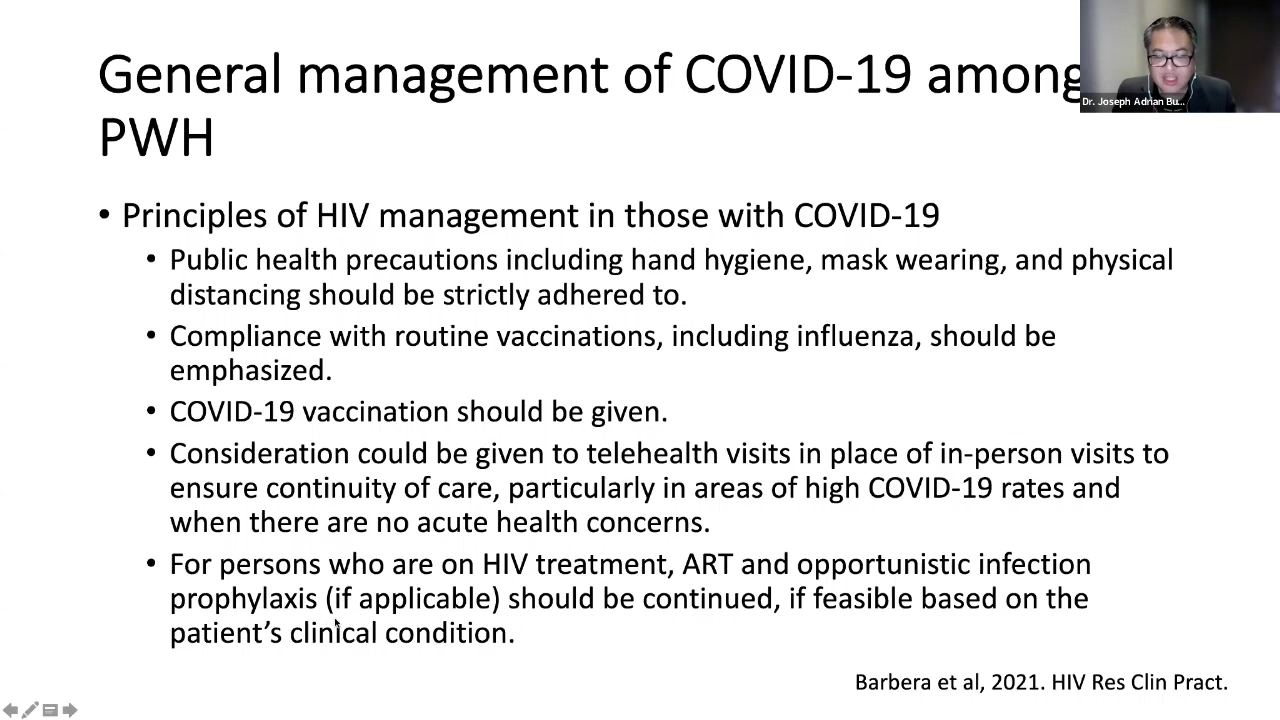 General management of COVID-19 among
PWH
• Principles of HIV management in those with COVID-19
• Public health precautions including hand hygiene, mask wearing, and physical
distancing should be strictly adhered to.
• Compliance with routine vaccinations, including influenza, should be
emphasized.
• COVID-19 vaccination should be given.
• Consideration could be given to telehealth visits in place of in-person visits to
ensure continuity of care, particularly in areas of high COVID-19 rates and
when there are no acute health concerns.
• For persons who are on HIV treatment, ART and opportunistic infection
prophylaxis (if applicable) should be continued, if feasible based on the
patient’s clinical condition.
Barbera et al, 2021. HIV Res Clin Pract.
Dr. Joseph Adrian Bu...